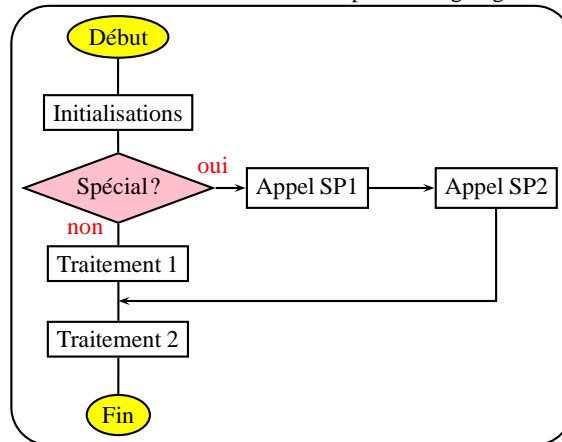 Début
Initialisations
Spécial?
oui
Appel SP1
Appel SP2
non
Traitement 1
Traitement 2
Fin